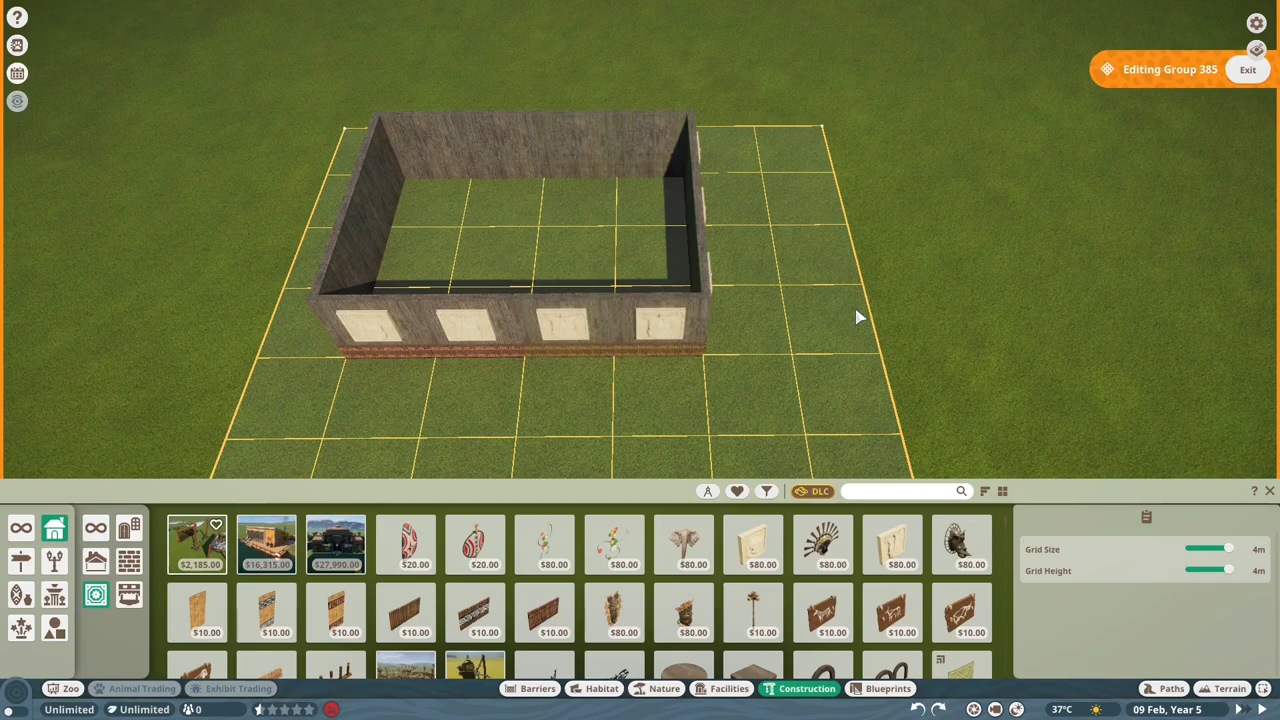 ?
Editing Group 385
Exit
DLC
?
$2,185.00
$16,315.00
$27,990.00
$20.00
$20.00
$80.00
$80.00
$80.00
$80.00
$80.00
$80.00
$80.00
$10.00
$10.00
$10.00
$10.00
$10.00
$10.00
$80.00
$80.00
$10.00
$10.00
$10.00
$10.00
Grid Size
4m
Grid Height
4m
Zoo
Animal Trading
Exhibit Trading
Barriers
Habitat
Nature
Facilities
Construction
Blueprints
Paths
Terrain
Unlimited
Unlimited
0
37°C
09 Feb, Year 5